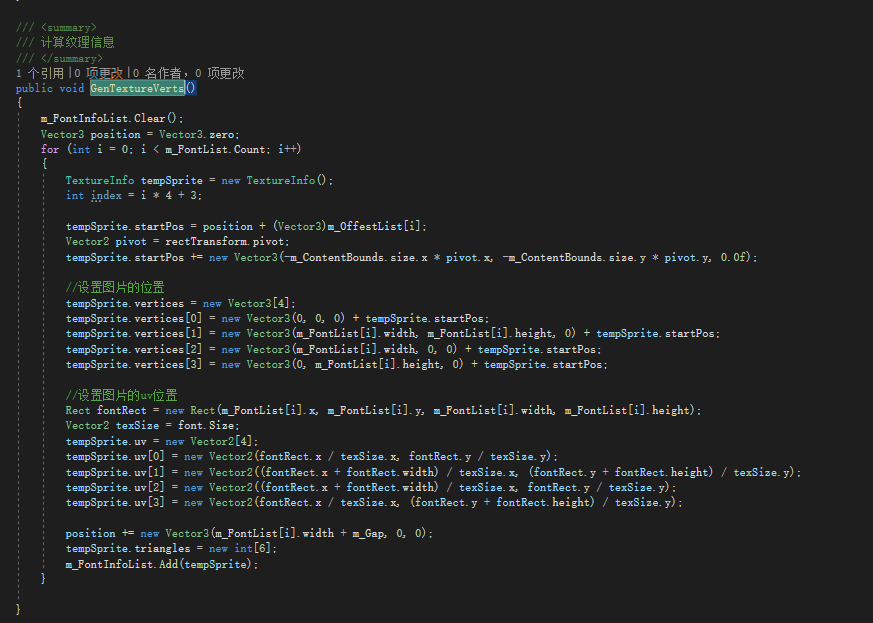 /// <summary>
/// 计算纹理信息
/// </summary>
1 个引用 | 0 项更改 | 0 名作者，0 项更改
public void GenTextureVerts()
{
m_FontInfoList.Clear();
Vector3 position = Vector3.zero;
for (int i = 0; i < m_FontList.Count; i++)
{
TextureInfo tempSprite = new TextureInfo();
int index = i * 4 + 3;
tempSprite.startPos = position + (Vector3)m_OffestList[i];
Vector2 pivot = rectTransform.pivot;
tempSprite.startPos += new Vector3(-m_ContentBounds.size.x * pivot.x, -m_ContentBounds.size.y * pivot.y, 0.0f);
//设置图片的位置
tempSprite.vertices = new Vector3[4];
tempSprite.vertices[0] = new Vector3(0, 0, 0) + tempSprite.startPos;
tempSprite.vertices[1] = new Vector3(m_FontList[i].width, m_FontList[i].height, 0) + tempSprite.startPos;
tempSprite.vertices[2] = new Vector3(m_FontList[i].width, 0, 0) + tempSprite.startPos;
tempSprite.vertices[3] = new Vector3(0, m_FontList[i].height, 0) + tempSprite.startPos;
//设置图片的uv位置
Rect fontRect = new Rect(m_FontList[i].x, m_FontList[i].y, m_FontList[i].width, m_FontList[i].height);
Vector2 texSize = font.Size;
tempSprite.uv = new Vector2[4];
tempSprite.uv[0] = new Vector2(fontRect.x / texSize.x, fontRect.y / texSize.y);
tempSprite.uv[1] = new Vector2((fontRect.x + fontRect.width) / texSize.x, (fontRect.y + fontRect.height) / texSize.y);
tempSprite.uv[2] = new Vector2((fontRect.x + fontRect.width) / texSize.x, fontRect.y / texSize.y);
tempSprite.uv[3] = new Vector2(fontRect.x / texSize.x, (fontRect.y + fontRect.height) / texSize.y);
position += new Vector3(m_FontList[i].width + m_Gap, 0, 0);
tempSprite.triangles = new int[6];
m_FontInfoList.Add(tempSprite);
}
}